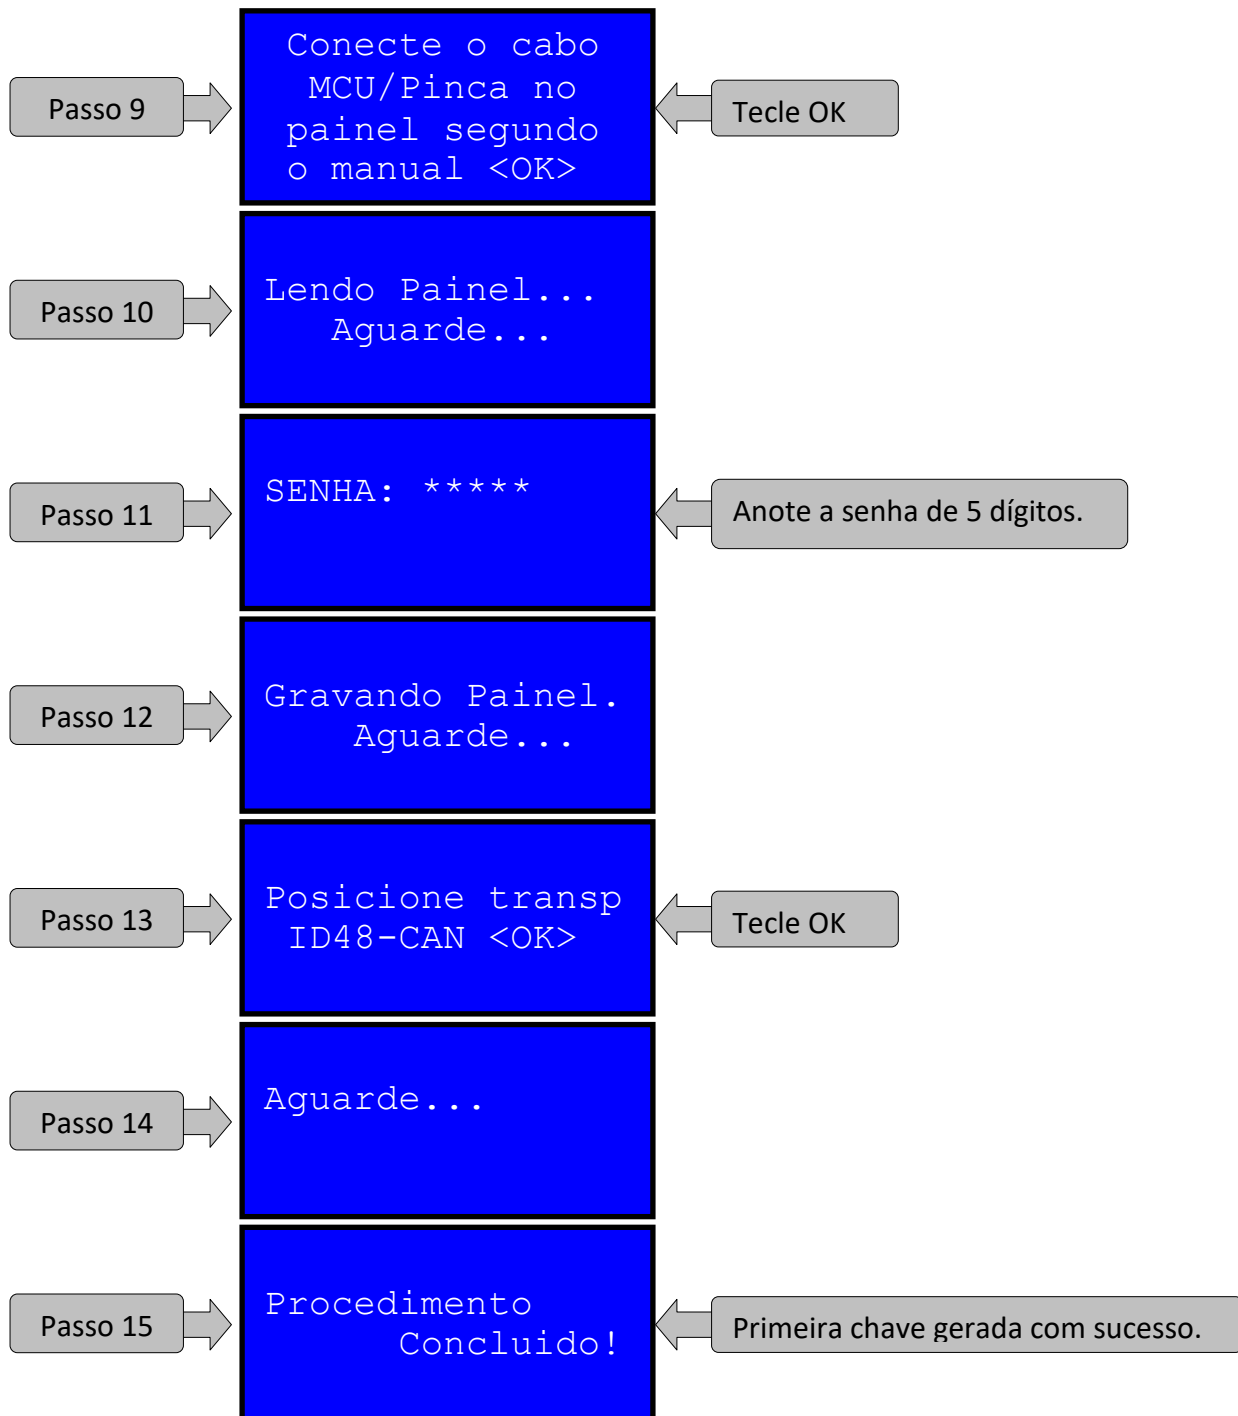 Passo 9
Conecte o cabo
MCU/Pinca no
painel segundo
o manual <OK>
Tecle OK
Passo 10
Lendo Painel...
Aguarde...
Passo 11
SENHA: *****
Anote a senha de 5 dígitos.
Passo 12
Gravando Painel.
Aguarde...
Passo 13
Posicione transp
ID48-CAN <OK>
Tecle OK
Passo 14
Aguarde...
Passo 15
Procedimento
Concluido!
Primeira chave gerada com sucesso.